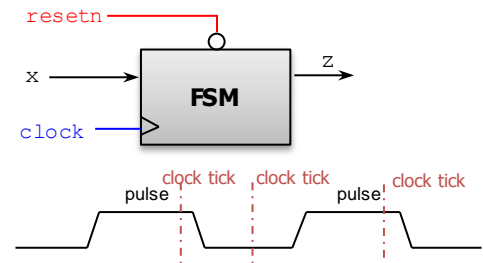 resetn
x
FSM
z
clock
clock tick
clock tick
clock tick
pulse
pulse